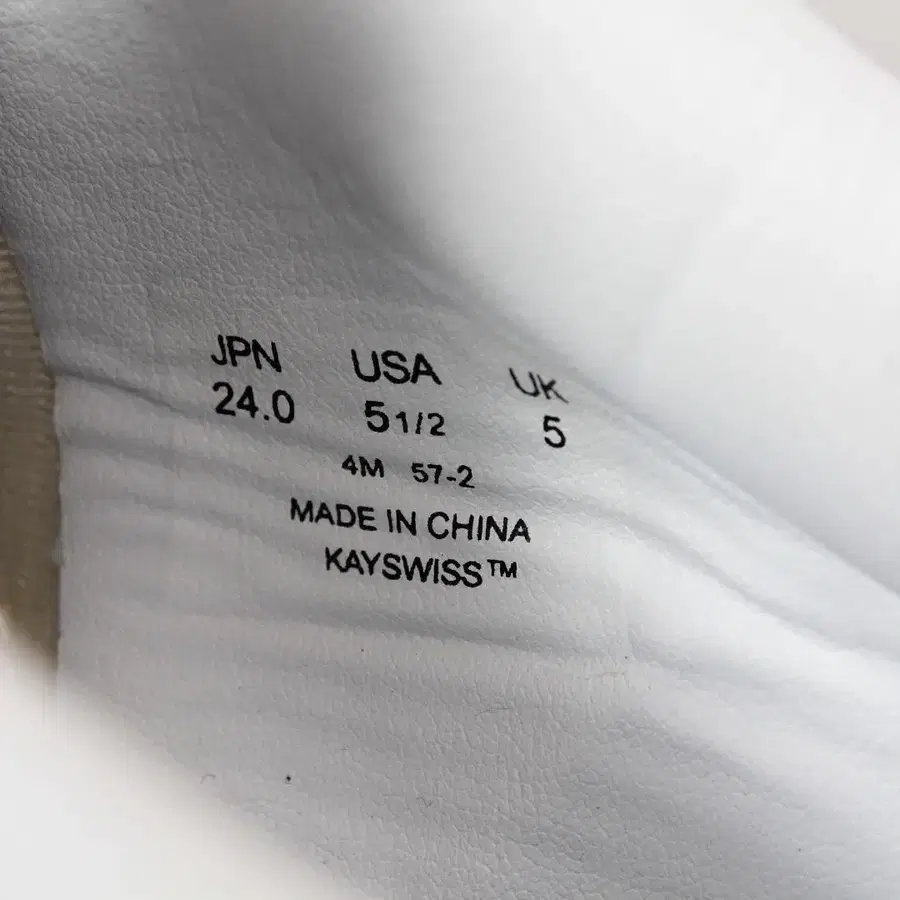 JPN USA UK
24.0 5 1/2 5
4M 57-2
MADE IN CHINA
KAYSWISS™